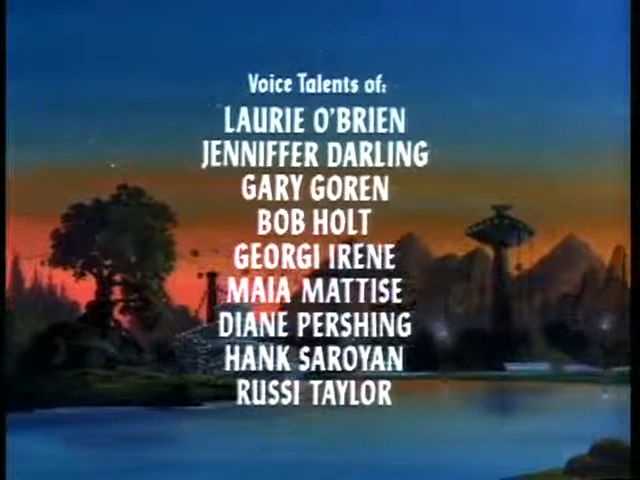 Voice Talents of:
LAURIE O'BRIEN
JENNIFFER DARLING
GARY GOREN
BOB HOLT
GEORGI IRENE
MAIA MATTISE
DIANE PERSHING
HANK SAROYAN
RUSSI TAYLOR